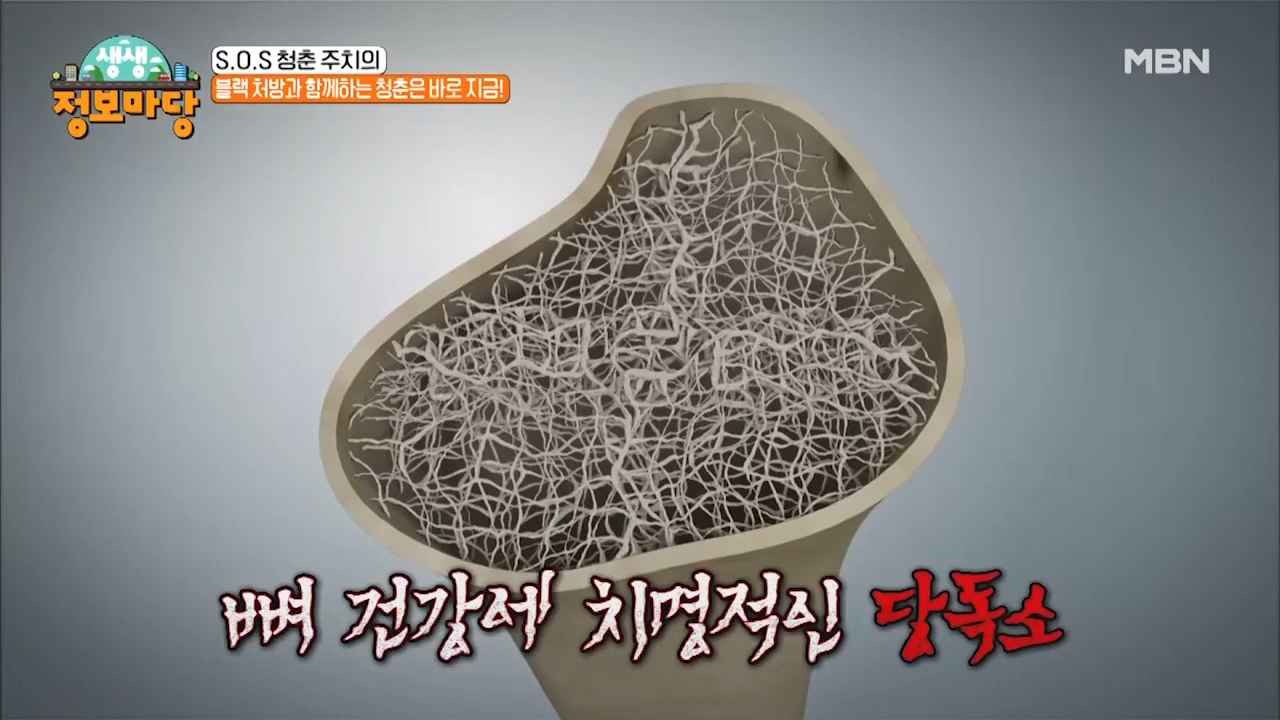 생생
정보마당
S.O.S 청춘 주치의
블랙 처방과 함께하는 청춘은 바로 지금!
MBN
뼈 건강에 치명적인 당독소